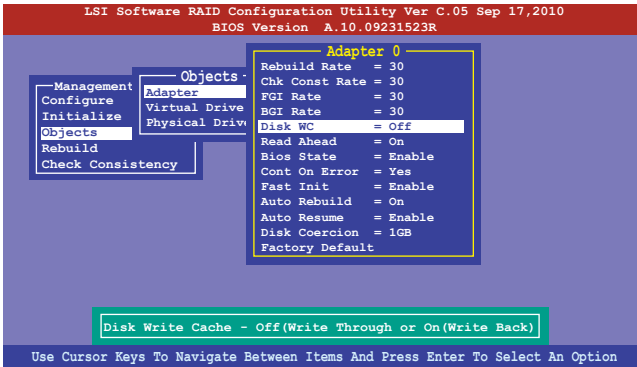 LSI Software RAID Configuration Utility Ver C.05 Sep 17,2010
BIOS Version A.10.09231523R
Management
Configure
Initialize
Objects
Rebuild
Check Consistency
Objects
Adapter
Virtual Drive
Physical Drive
Adapter 0
Rebuild Rate = 30
Chk Const Rate = 30
FGI Rate = 30
BGI Rate = 30
Disk WC = Off
Read Ahead = On
Bios State = Enable
Cont On Error = Yes
Fast Init = Enable
Auto Rebuild = On
Auto Resume = Enable
Disk Coercion = 1GB
Factory Default
Disk Write Cache - Off(Write Through or On(Write Back)
Use Cursor Keys To Navigate Between Items And Press Enter To Select An Option